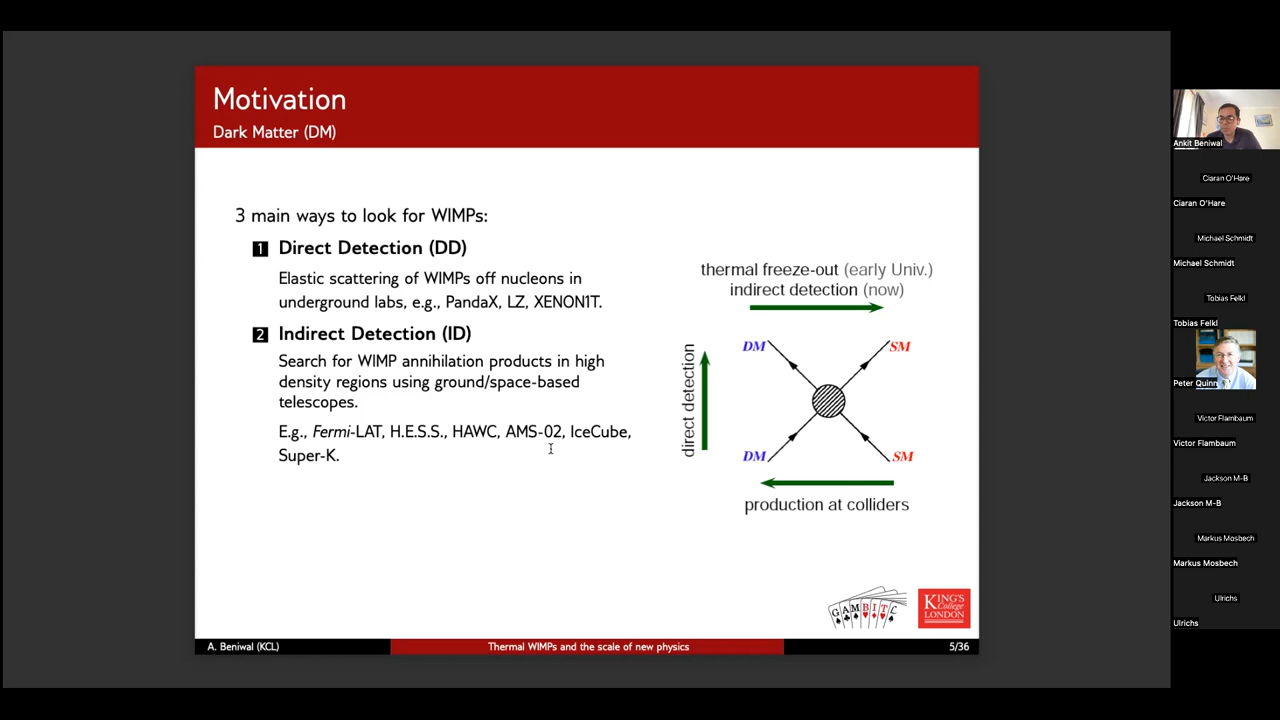 Motivation
Dark Matter (DM)
3 main ways to look for WIMPs:
1 Direct Detection (DD)
Elastic scattering of WIMPs off nucleons in
underground labs, e.g., PandaX, LZ, XENON1T.
2 Indirect Detection (ID)
Search for WIMP annihilation products in high
density regions using ground/space-based
telescopes.
E.g., Fermi-LAT, H.E.S.S., HAWC, AMS-02, IceCube,
Super-K.
thermal freeze-out (early Univ.)
indirect detection (now)
direct detection
DM
SM
DM
SM
production at colliders
GAMBIT
KING'S
College
LONDON
A. Beniwal (KCL)
Thermal WIMPs and the scale of new physics
5/36
Ankit Beniwal
Ciaran O'Hare
Ciaran O'Hare
Michael Schmidt
Michael Schmidt
Tobias Felkl
Tobias Felkl
Peter Quinn
Victor Flambaum
Victor Flambaum
Jackson M-B
Jackson M-B
Markus Mosbech
Markus Mosbech
Ulrichs
Ulrichs